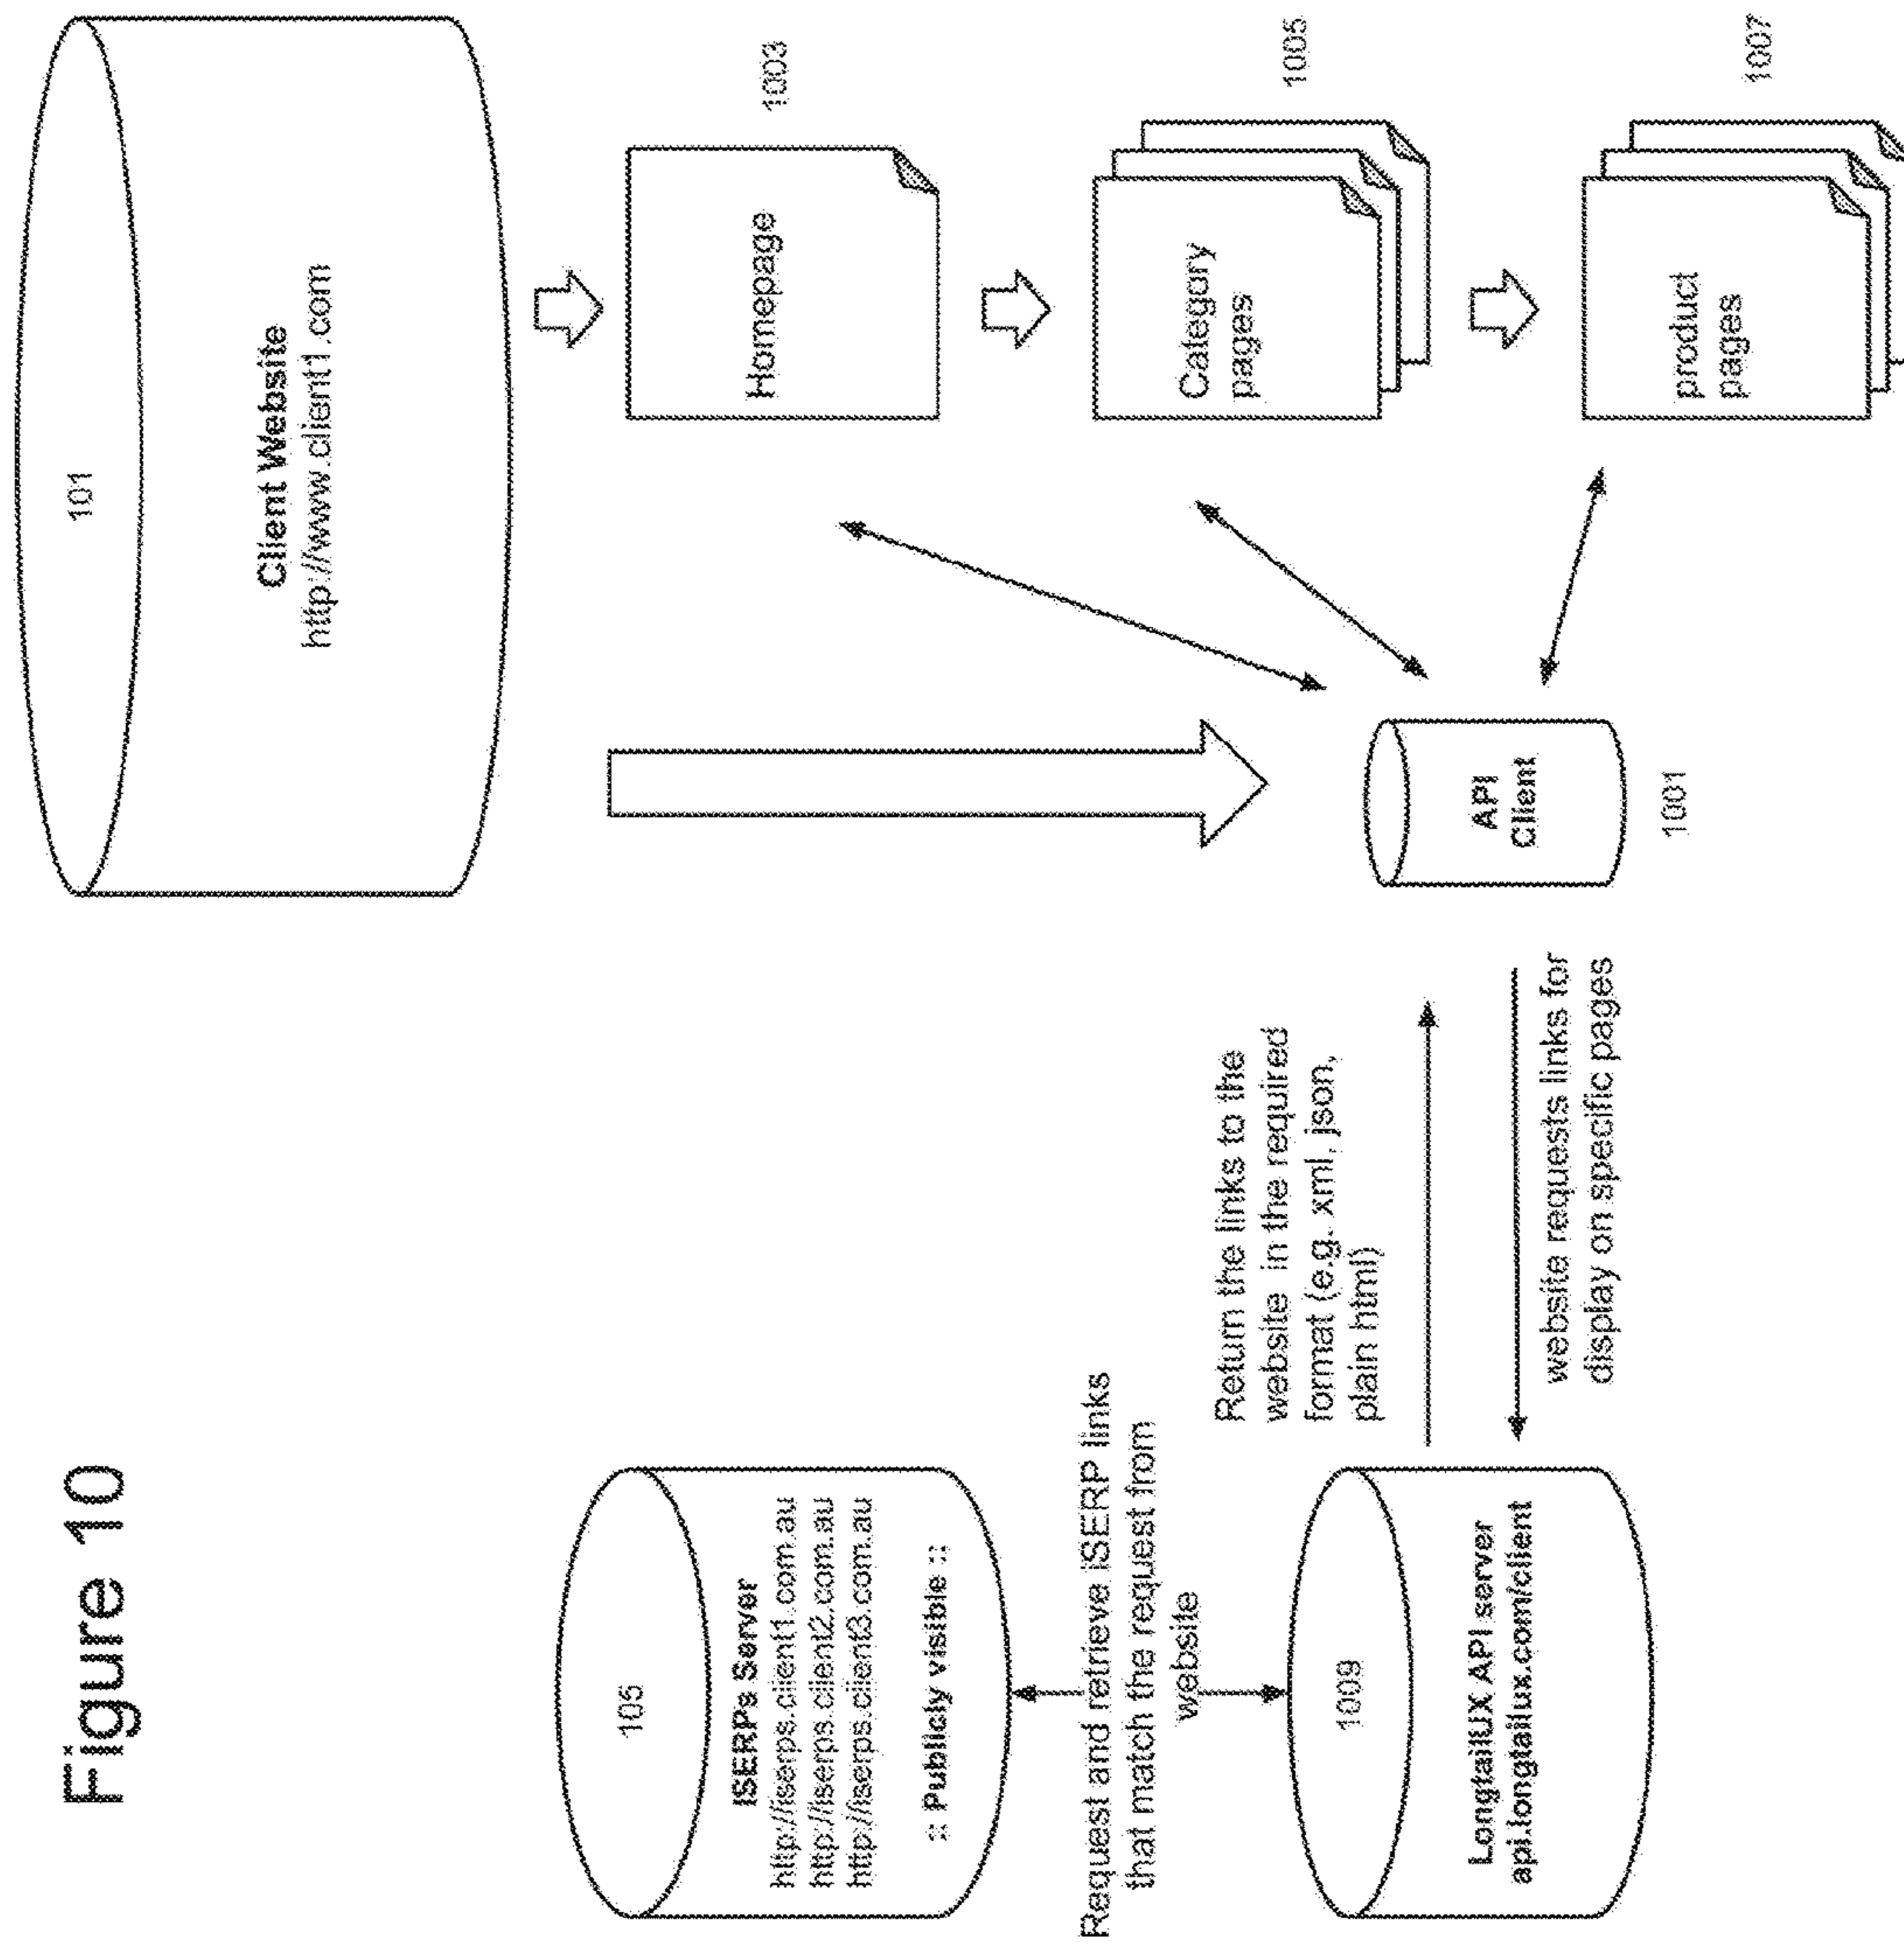 Figure 10
105
ISERPs Server
http://iserps.client1.com.au
http://iserps.client2.com.au
http://iserps.client3.com.au
:: Publicly visible ::
Request and retrieve iSERP links
that match the request from
website
1009
LongtailUX API server
api.longtailux.com/client
Return the links to the
website in the required
format (e.g. xml, json,
plain html)
website requests links for
display on specific pages
101
Client Website
http://www.client1.com
API
Client
1001
Homepage
1003
Category
pages
1005
product
pages
1007